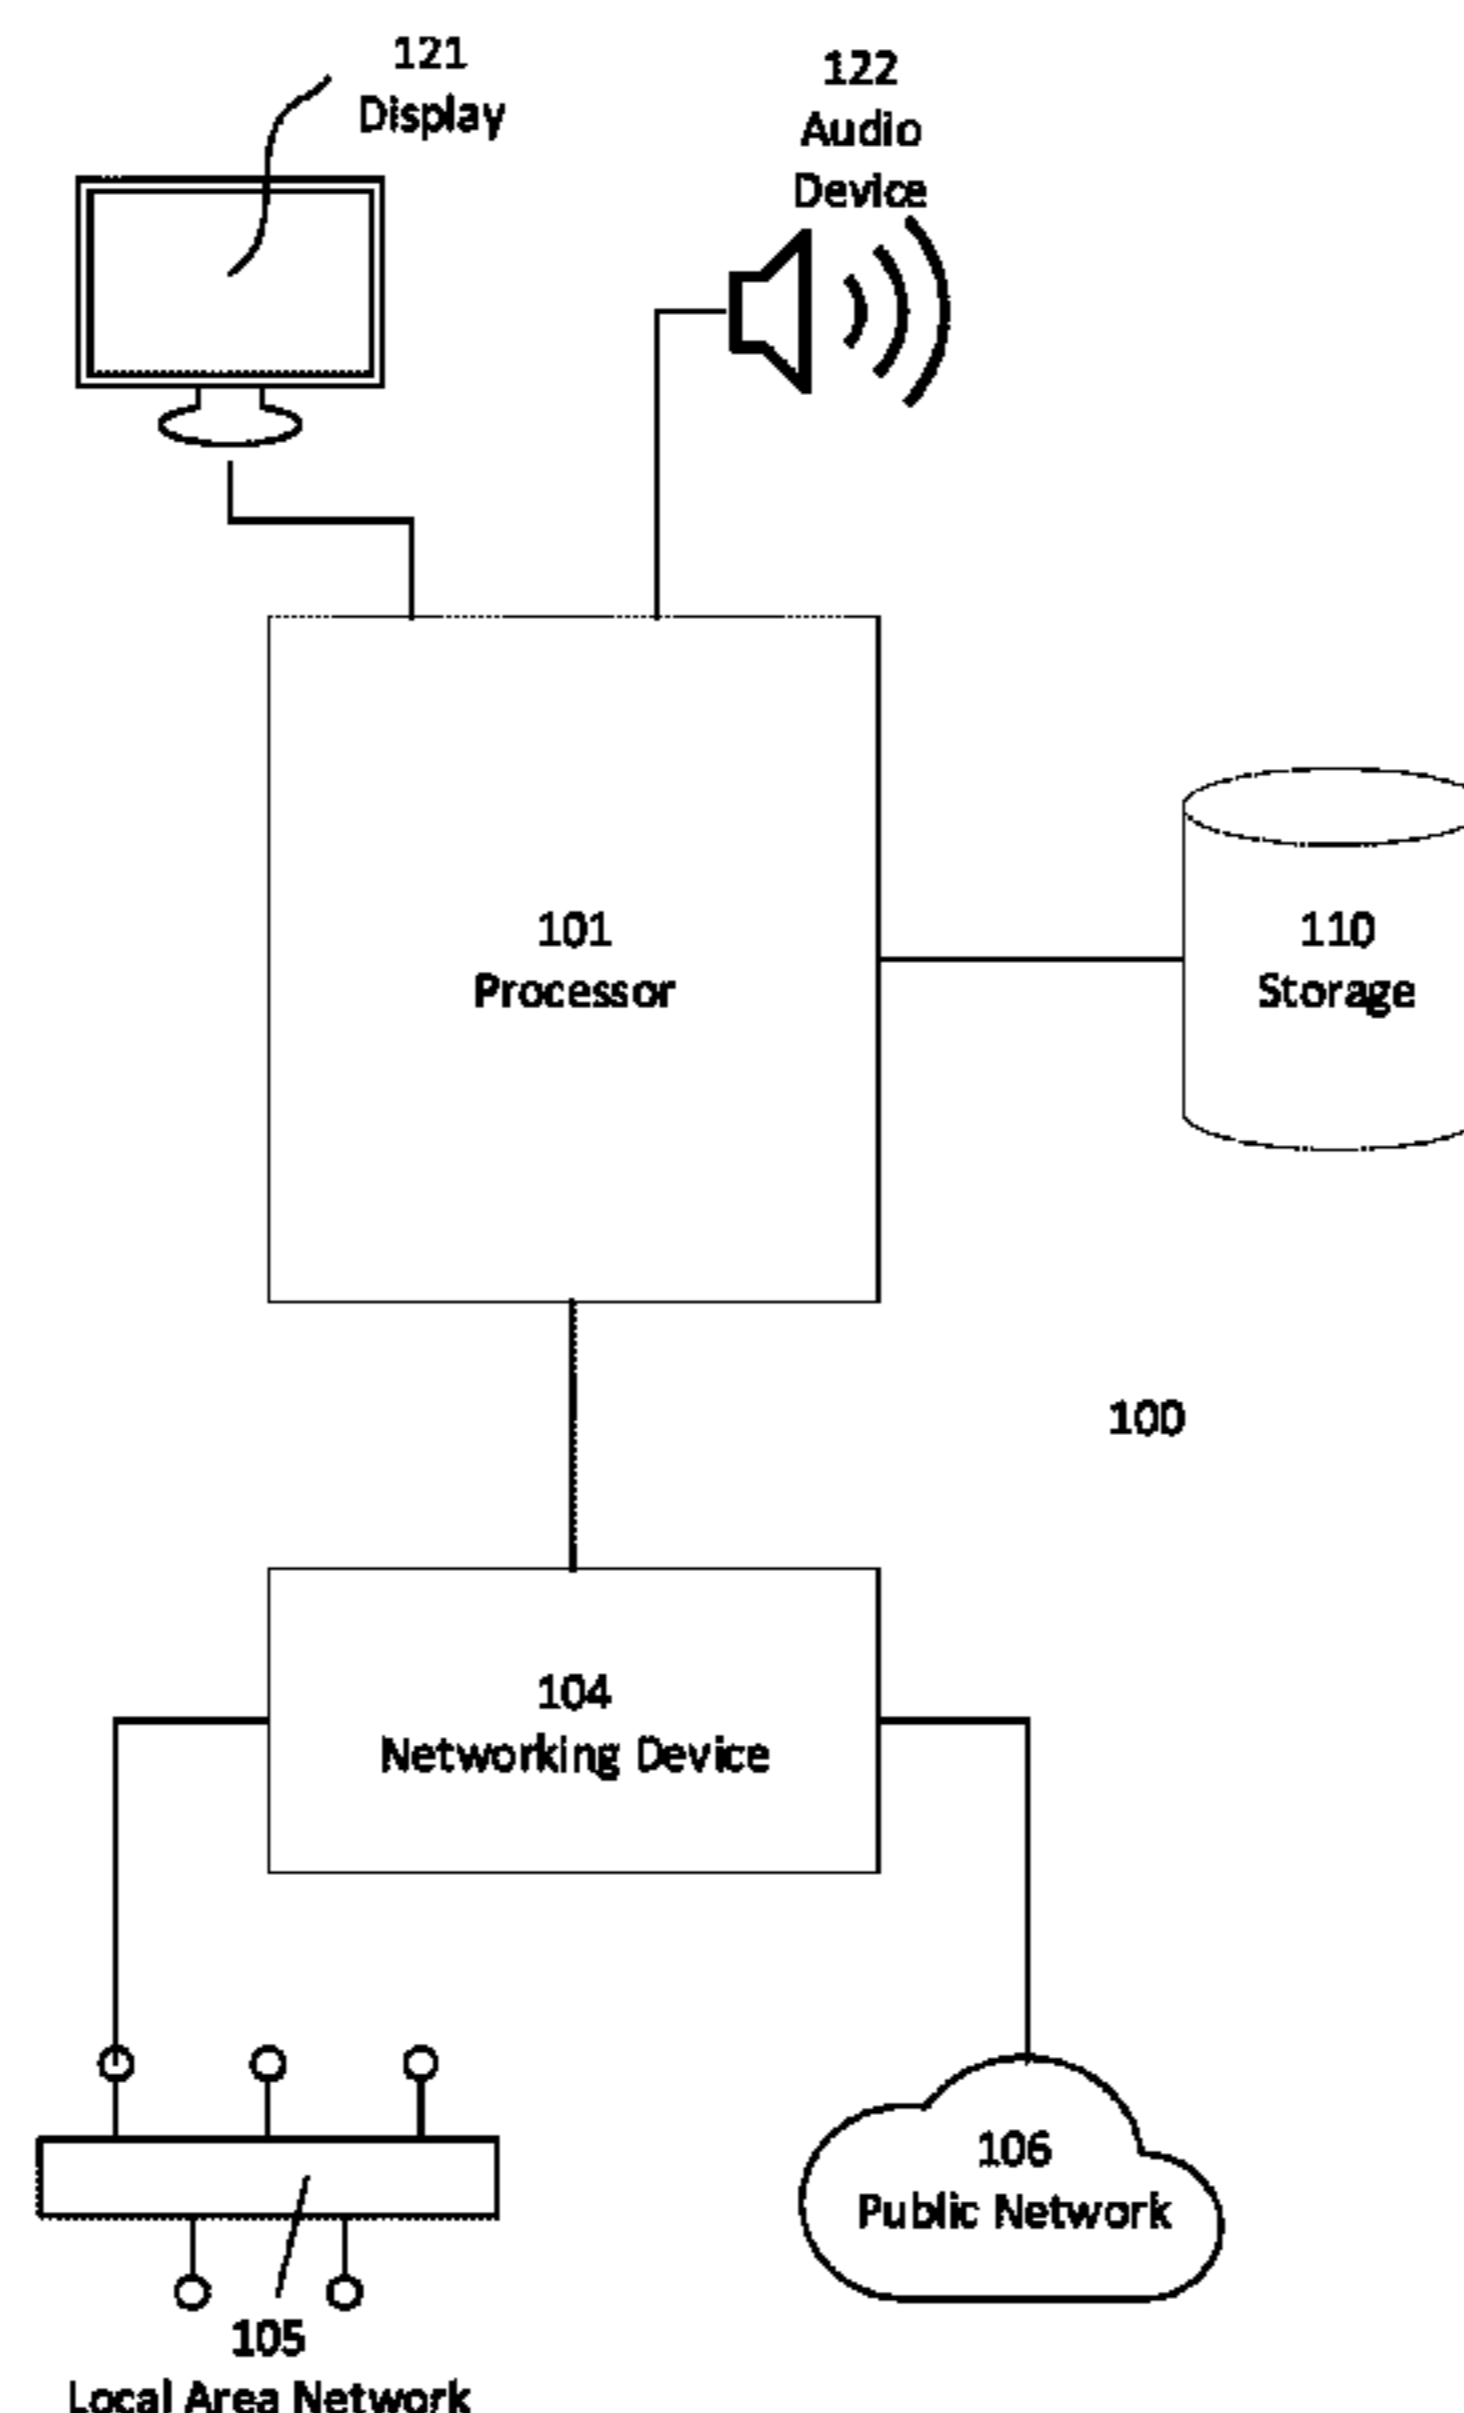 121
Display
122
Audio
Device
101
Processor
110
Storage
100
104
Networking Device
106
Public Network
105
Local Area Network